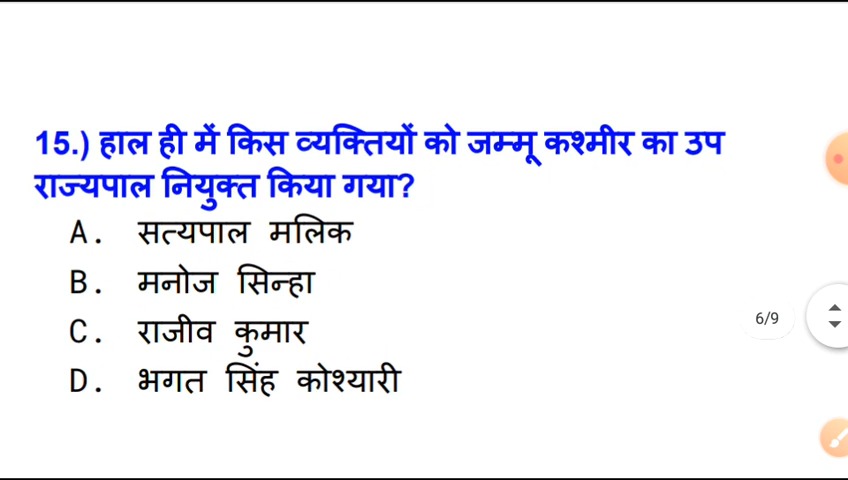 15.) हाल ही में किस व्यक्तियों को जम्मू कश्मीर का उप
राज्यपाल नियुक्त किया गया?
A. सत्यपाल मलिक
B. मनोज सिन्हा
6/9
C. राजीव कुमार
D. भगत सिंह कोश्यारी